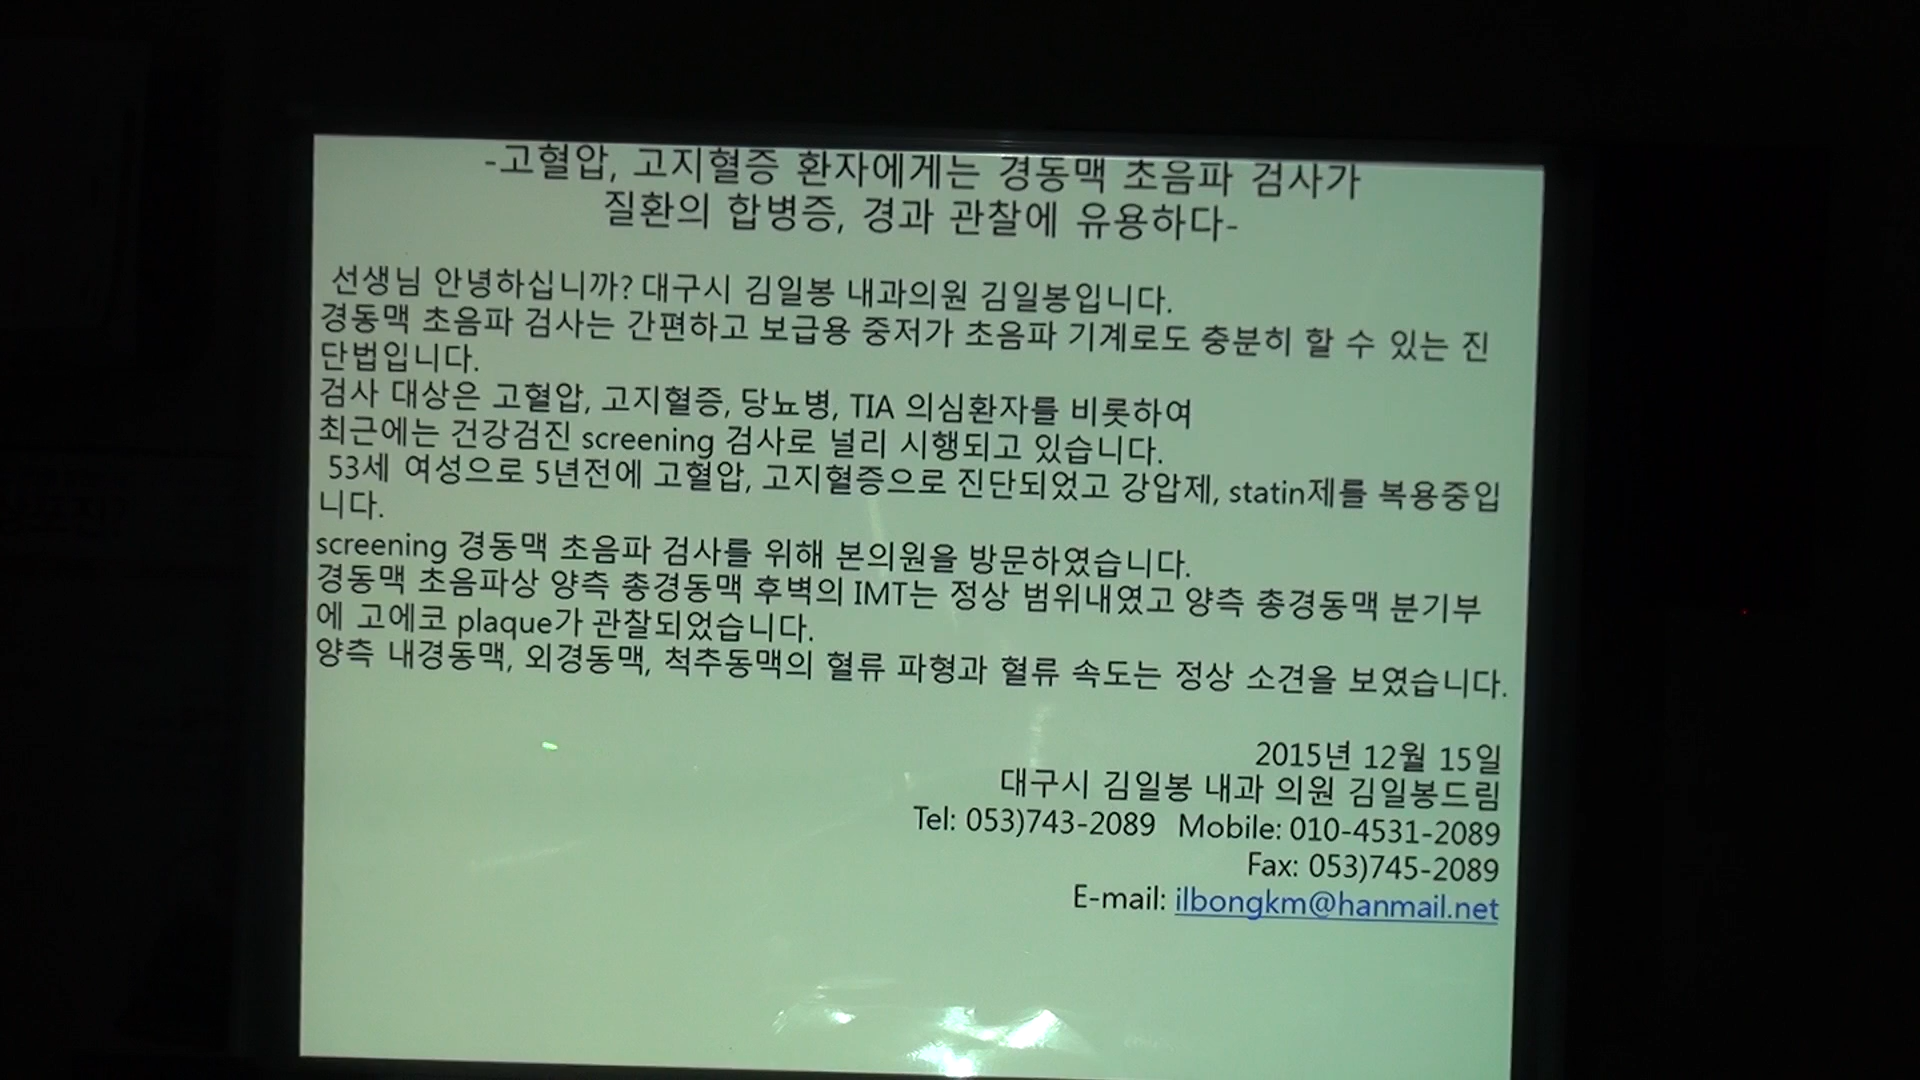 -고혈압, 고지혈증 환자에게는 경동맥 초음파 검사가
질환의 합병증, 경과 관찰에 유용하다-
선생님 안녕하십니까? 대구시 김일봉 내과의원 김일봉입니다.
경동맥 초음파 검사는 간편하고 보급용 중저가 초음파 기계로도 충분히 할 수 있는 진
단법입니다.
검사 대상은 고혈압, 고지혈증, 당뇨병, TIA 의심환자를 비롯하여
최근에는 건강검진 screening 검사로 널리 시행되고 있습니다.
53세 여성으로 5년전에 고혈압, 고지혈증으로 진단되었고 강압제, statin제를 복용중입
니다.
screening 경동맥 초음파 검사를 위해 본의원을 방문하였습니다.
경동맥 초음파상 양측 총경동맥 후벽의 IMT는 정상 범위내였고 양측 총경동맥 분기부
에 고에코 plaque가 관찰되었습니다.
양측 내경동맥, 외경동맥, 척추동맥의 혈류 파형과 혈류 속도는 정상 소견을 보였습니다.
2015년 12월 15일
대구시 김일봉 내과 의원 김일봉드림
Tel: 053)743-2089 Mobile: 010-4531-2089
Fax: 053)745-2089
E-mail: ilbongkm@hanmail.net